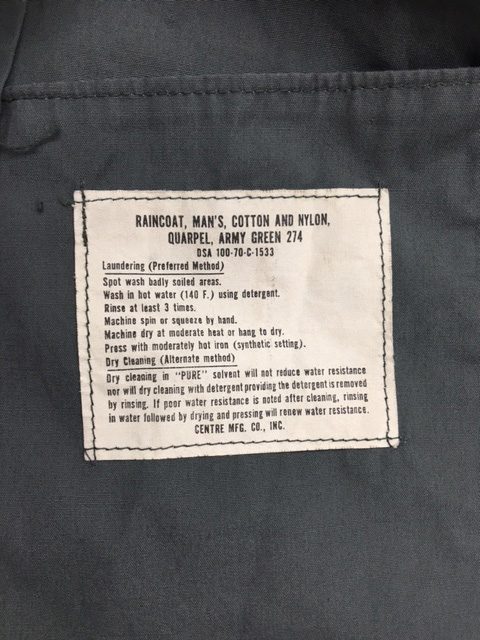 RAINCOAT, MAN'S, COTTON AND NYLON,
QUARPEL, ARMY GREEN 274
DSA 100-70-C-1533
Laundering (Preferred Method)
Spot wash badly soiled areas.
Wash in hot water (140 F.) using detergent.
Rinse at least 3 times.
Machine spin or squeeze by hand.
Machine dry at moderate heat or hang to dry.
Press with moderately hot iron (synthetic setting).
Dry Cleaning (Alternate method)
Dry cleaning in "PURE" solvent will not reduce water resistance
nor will dry cleaning with detergent providing the detergent is removed
by rinsing. If poor water resistance is noted after cleaning, rinsing
in water followed by drying and pressing will renew water resistance.
CENTRE MFG. CO., INC.